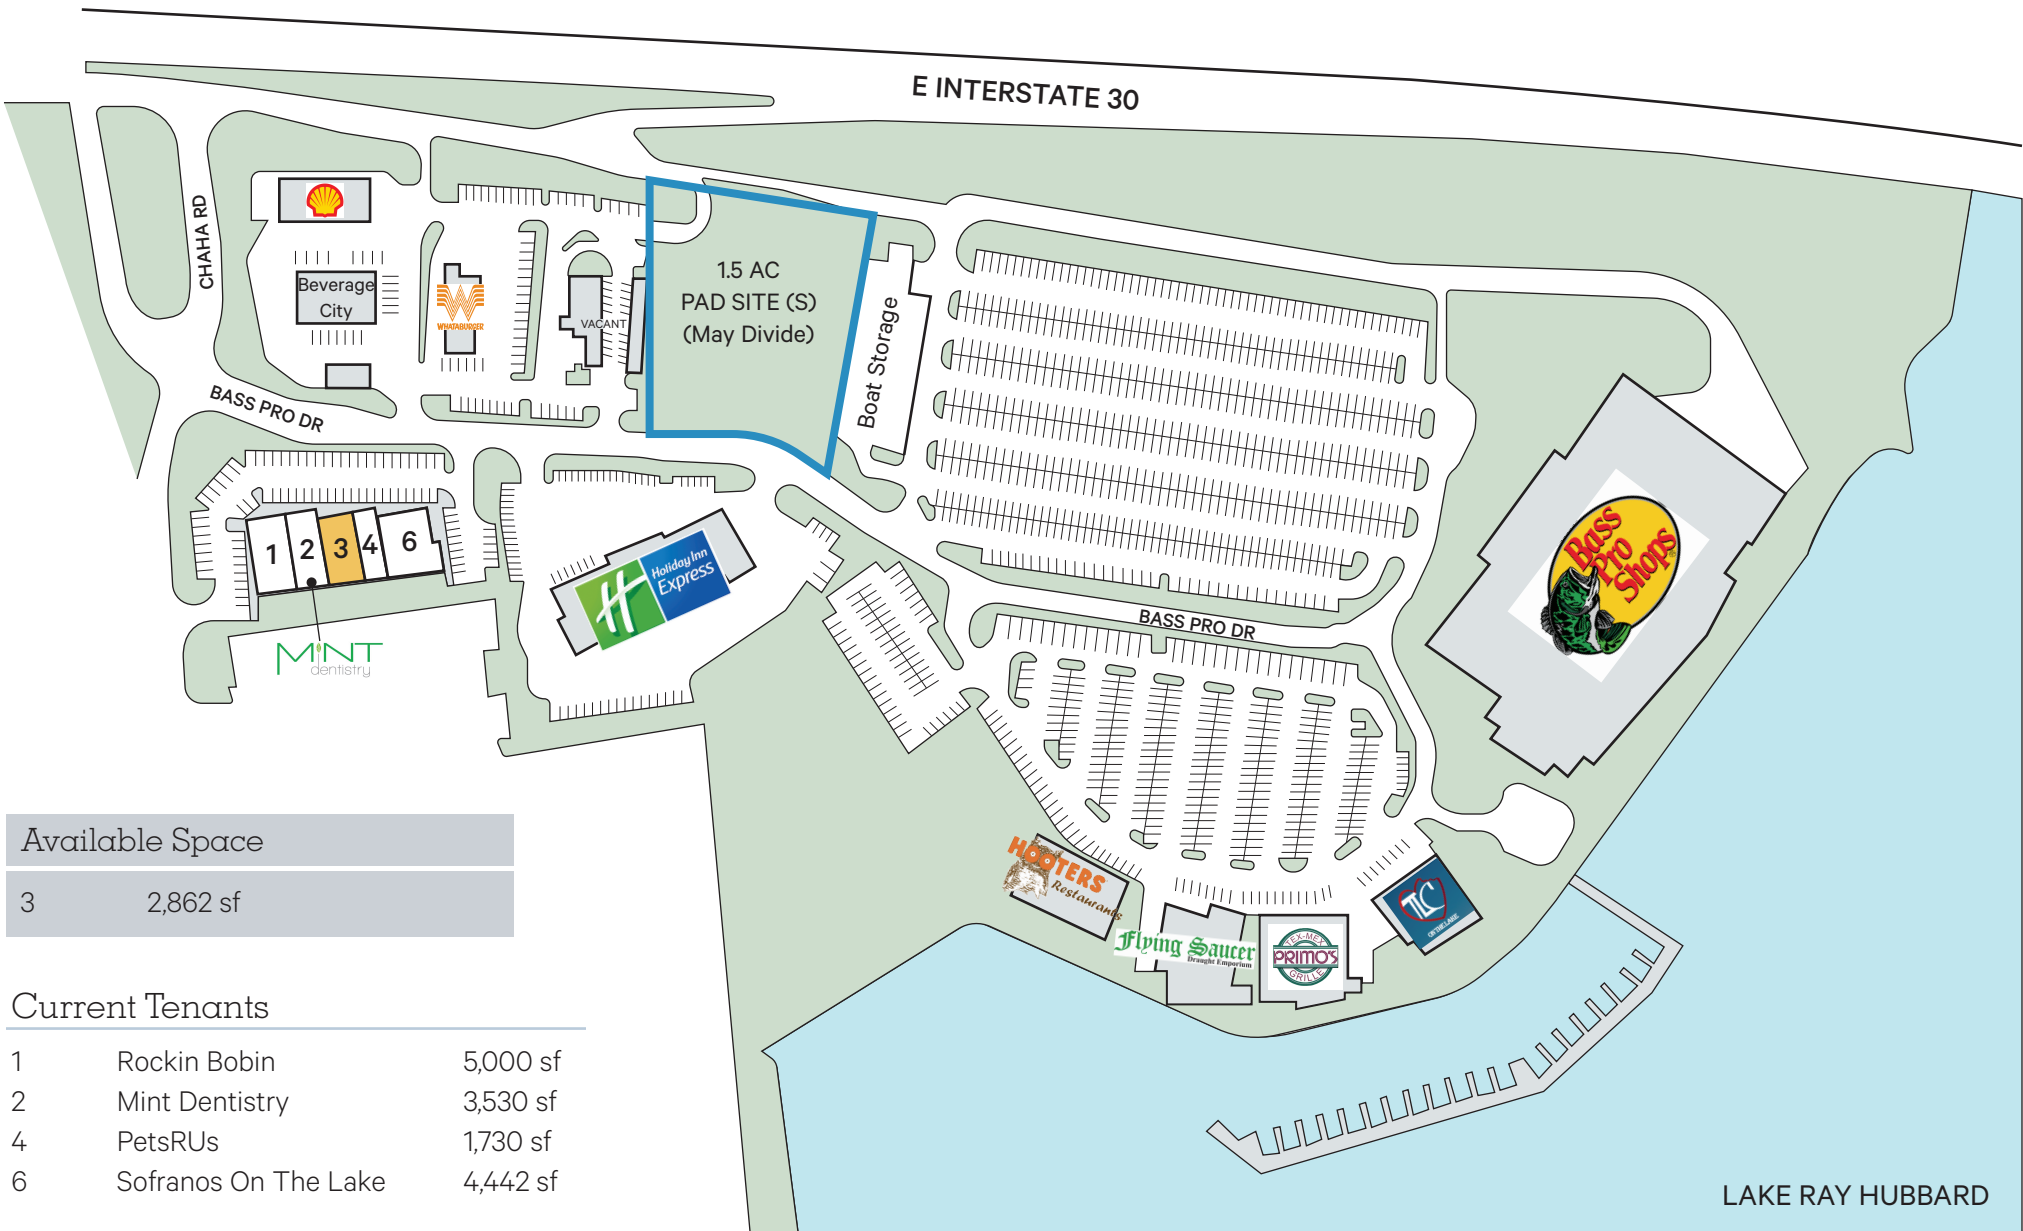 E INTERSTATE 30
CHAHA RD
Beverage
City
WHATABURGER
VACANT
1.5 AC
PAD SITE (S)
(May Divide)
Boat Storage
BASS PRO DR
1
2
3
4
6
MINT
dentistry
Holiday Inn
Express
Bass
Pro
Shops
BASS PRO DR
HOOTERS
Restaurants
Flying Saucer
Draught Emporium
TEX-MEX
PRIMO'S
GRILLE
TLC
ON THE LAKE
Available Space
3 2,862 sf
Current Tenants
1 Rockin Bobin 5,000 sf
2 Mint Dentistry 3,530 sf
4 PetsRUs 1,730 sf
6 Sofranos On The Lake 4,442 sf
LAKE RAY HUBBARD